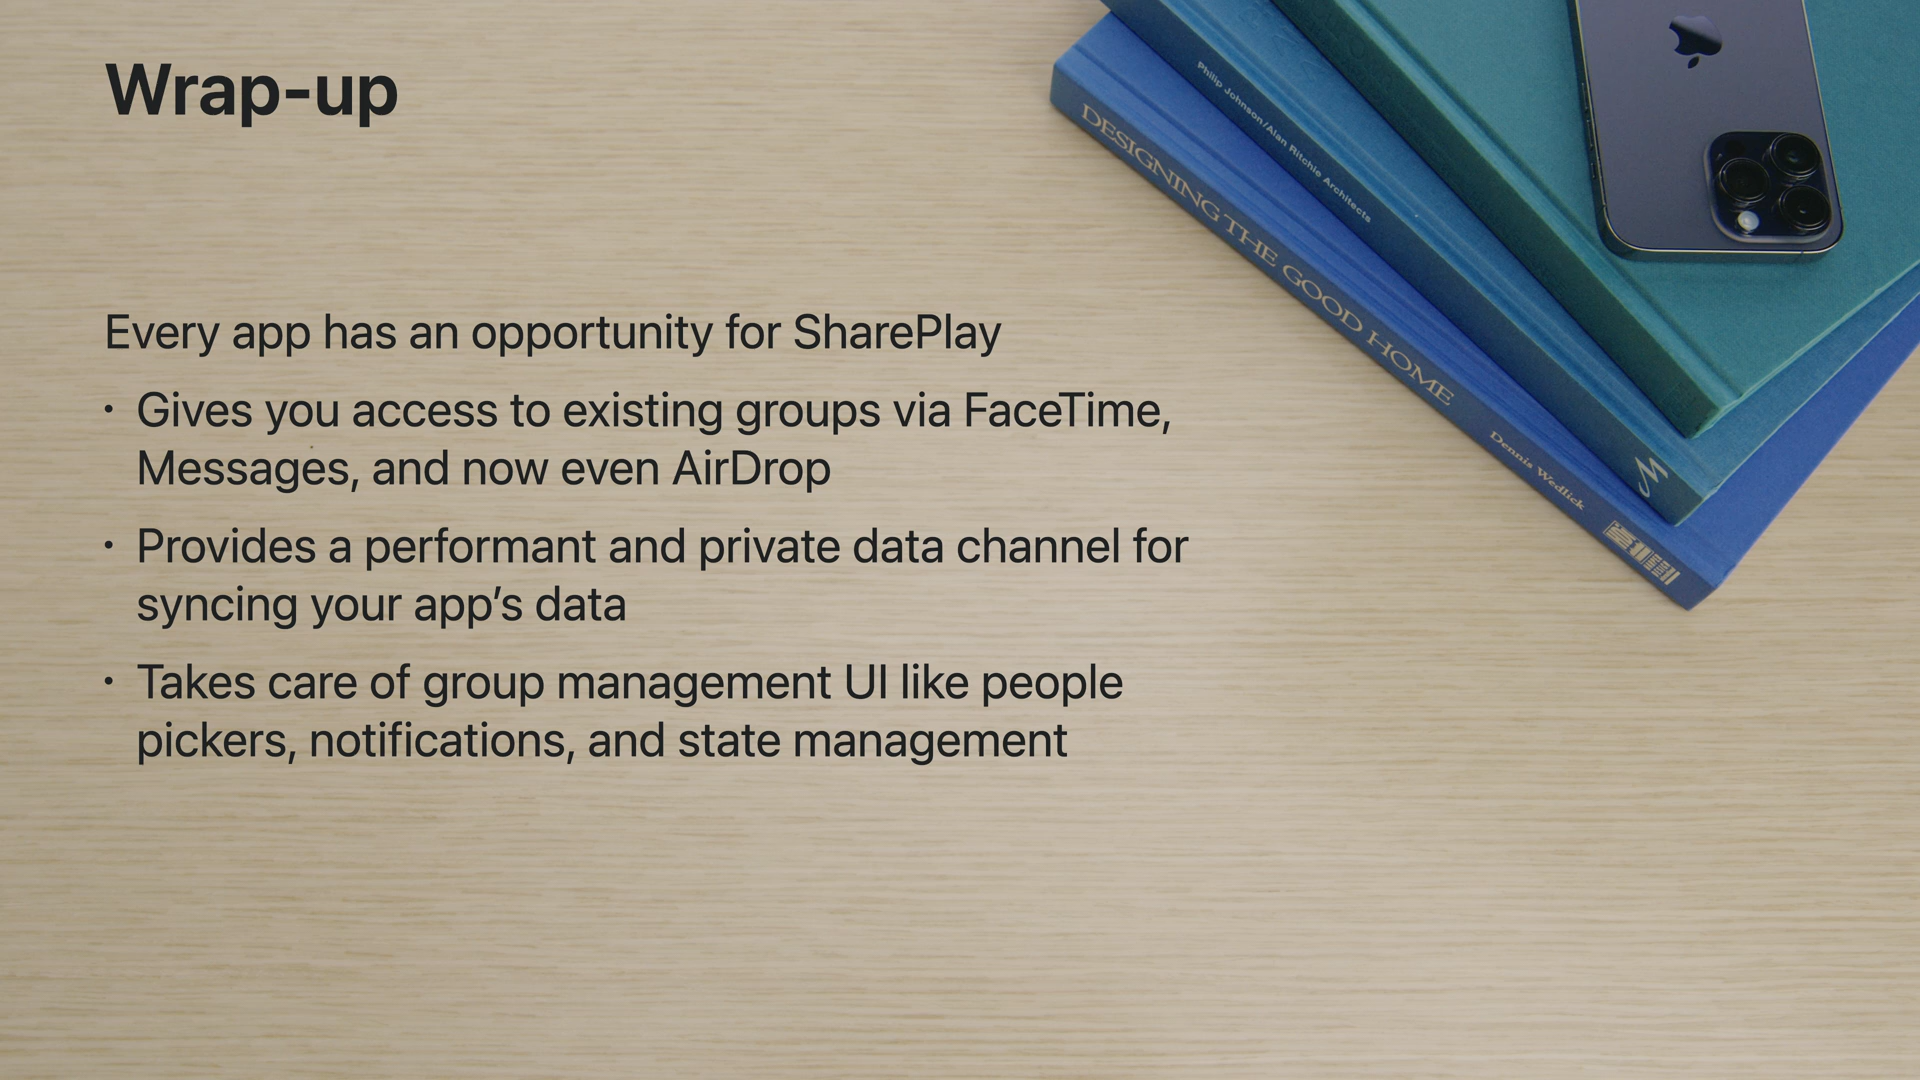 Wrap-up
Every app has an opportunity for SharePlay
• Gives you access to existing groups via FaceTime,
Messages, and now even AirDrop
• Provides a performant and private data channel for
syncing your app’s data
• Takes care of group management UI like people
pickers, notifications, and state management
Philip Johnson/Alan Ritchie Architects
M
DESIGNING THE GOOD HOME
Dennis Wedlick